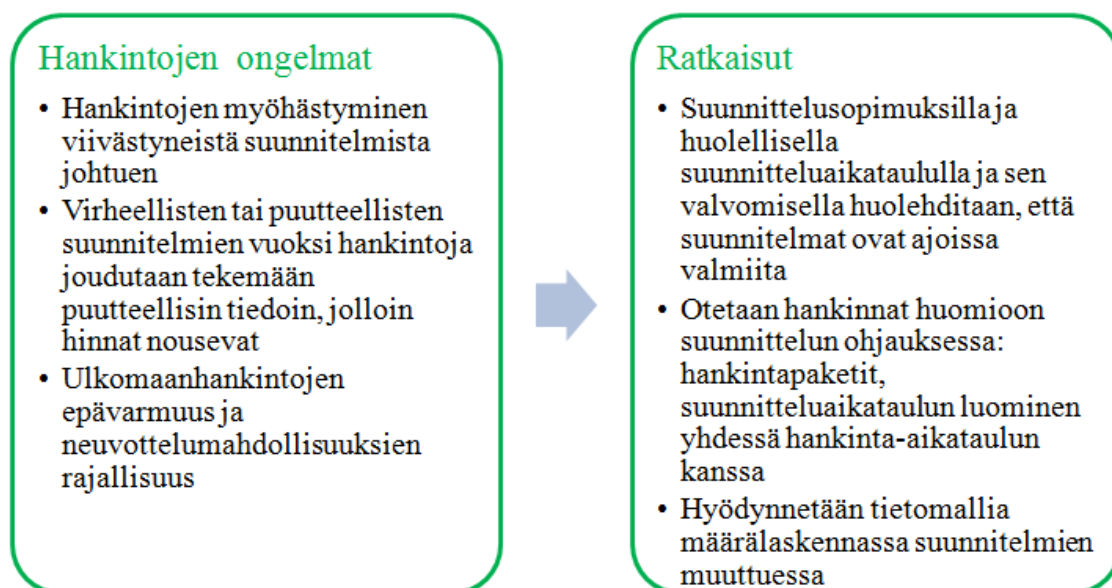 Hankintojen ongelmat
• Hankintojen myöhästyminen
viivästyneistä suunnitelmista
johtuen
• Virheellisten tai puutteellisten
suunnitelmien vuoksi hankintoja
joudutaan tekemään
puutteellisin tiedoin, jolloin
hinnat nousevat
• Ulkomaanhankintojen
epävarmuus ja
neuvottelumahdollisuuksien
rajallisuus
Ratkaisut
• Suunnittelusopimuksilla ja
huolellisella
suunnitteluaikataululla ja sen
valvomisella huolehditaan, että
suunnitelmat ovat ajoissa
valmiita
• Otetaan hankinnat huomioon
suunnittelun ohjauksessa:
hankintapaketit,
suunnitteluaikataulun luominen
yhdessä hankinta-aikataulun
kanssa
• Hyödynnetään tietomallia
määrälaskennassa suunnitelmien
muuttuessa